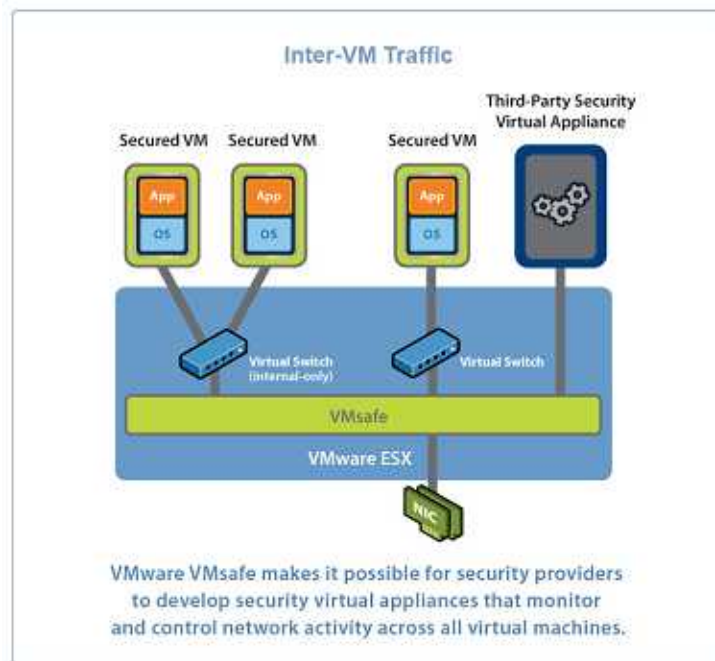 Inter-VM Traffic
Third-Party Security
Virtual Appliance
Secured VM
Secured VM
Secured VM
App
OS
App
OS
App
OS
Virtual Switch
(internal-only)
Virtual Switch
VMsafe
VMware ESX
NIC
VMware VMsafe makes it possible for security providers
to develop security virtual appliances that monitor
and control network activity across all virtual machines.